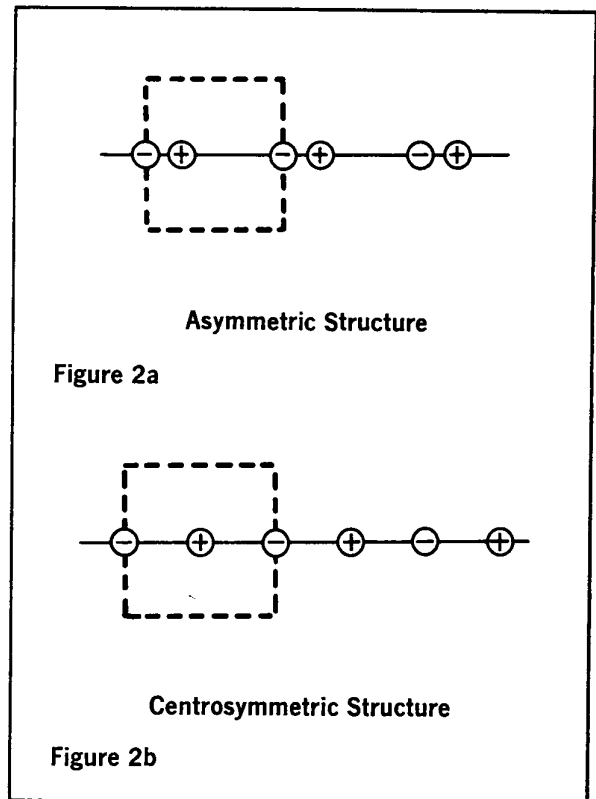 - + - + - +
Asymmetric Structure
Figure 2a
- + - + - +
Centrosymmetric Structure
Figure 2b